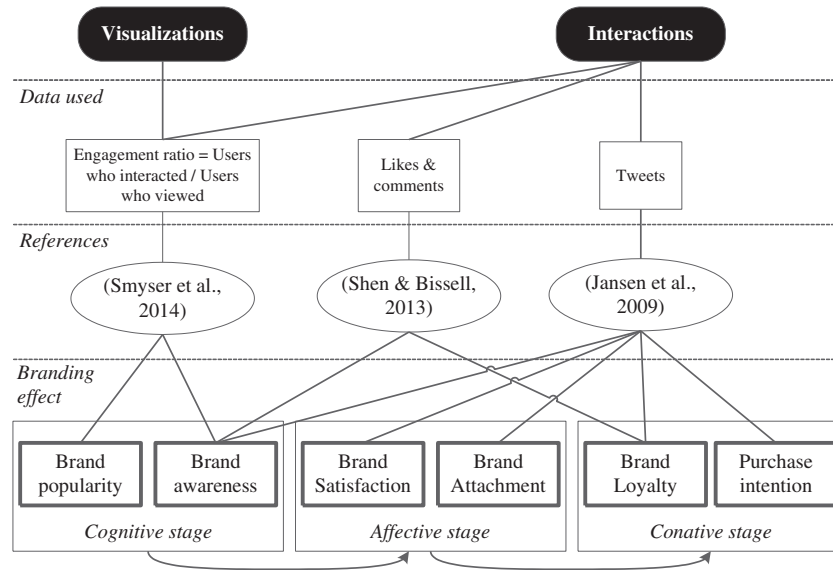 Visualizations
Interactions
Data used
Engagement ratio = Users
who interacted / Users
who viewed
Likes &
comments
Tweets
References
(Smyser et al.,
2014)
(Shen & Bissell,
2013)
(Jansen et al.,
2009)
Branding
effect
Brand
popularity
Brand
awareness
Brand
Satisfaction
Brand
Attachment
Brand
Loyalty
Purchase
intention
Cognitive stage
Affective stage
Conative stage